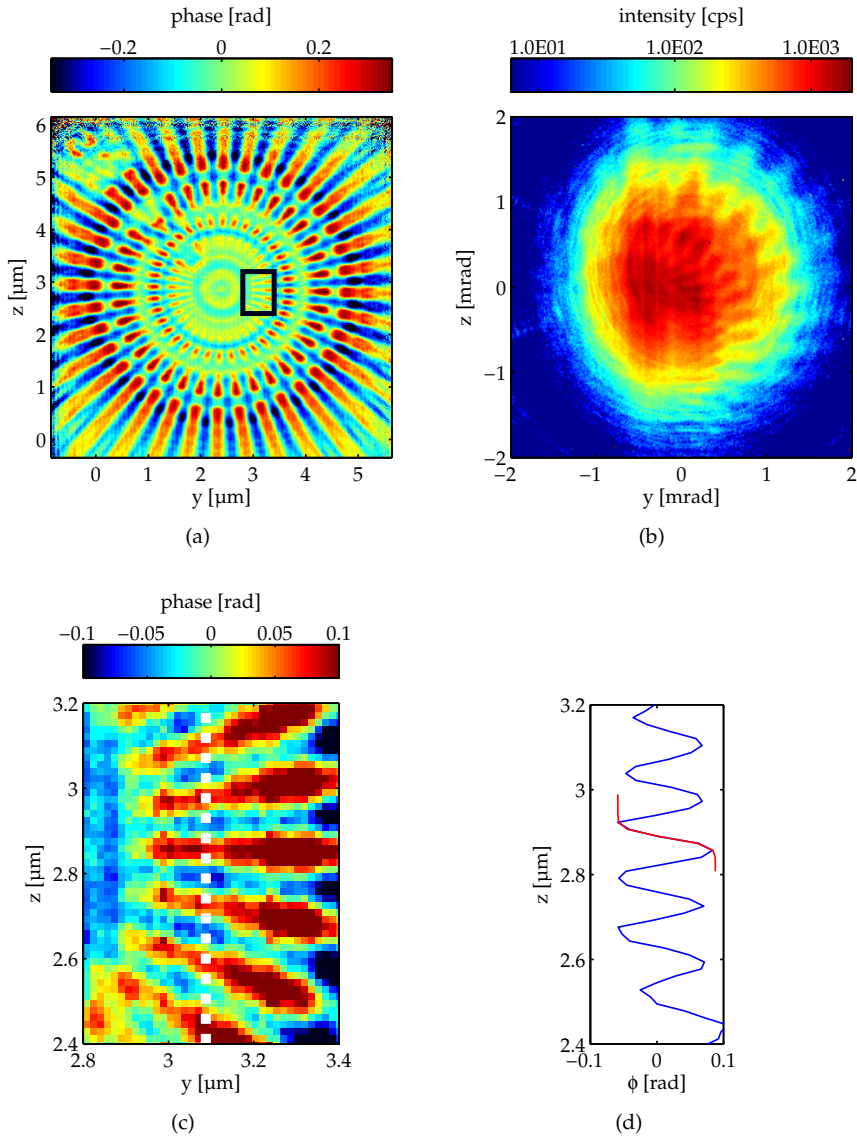 phase [rad]
−0.2 0 0.2
z [µm]
6
5
4
3
2
1
0
0 1 2 3 4 5
y [µm]
(a)
intensity [cps]
1.0E01 1.0E02 1.0E03
z [mrad]
2
1
0
−1
−2
−2 −1 0 1 2
y [mrad]
(b)
phase [rad]
−0.1 −0.05 0 0.05 0.1
z [µm]
3.2
3
2.8
2.6
2.4
2.8 3 3.2 3.4
y [µm]
(c)
z [µm]
3.2
3
2.8
2.6
2.4
−0.1 0 0.1
ϕ [rad]
(d)